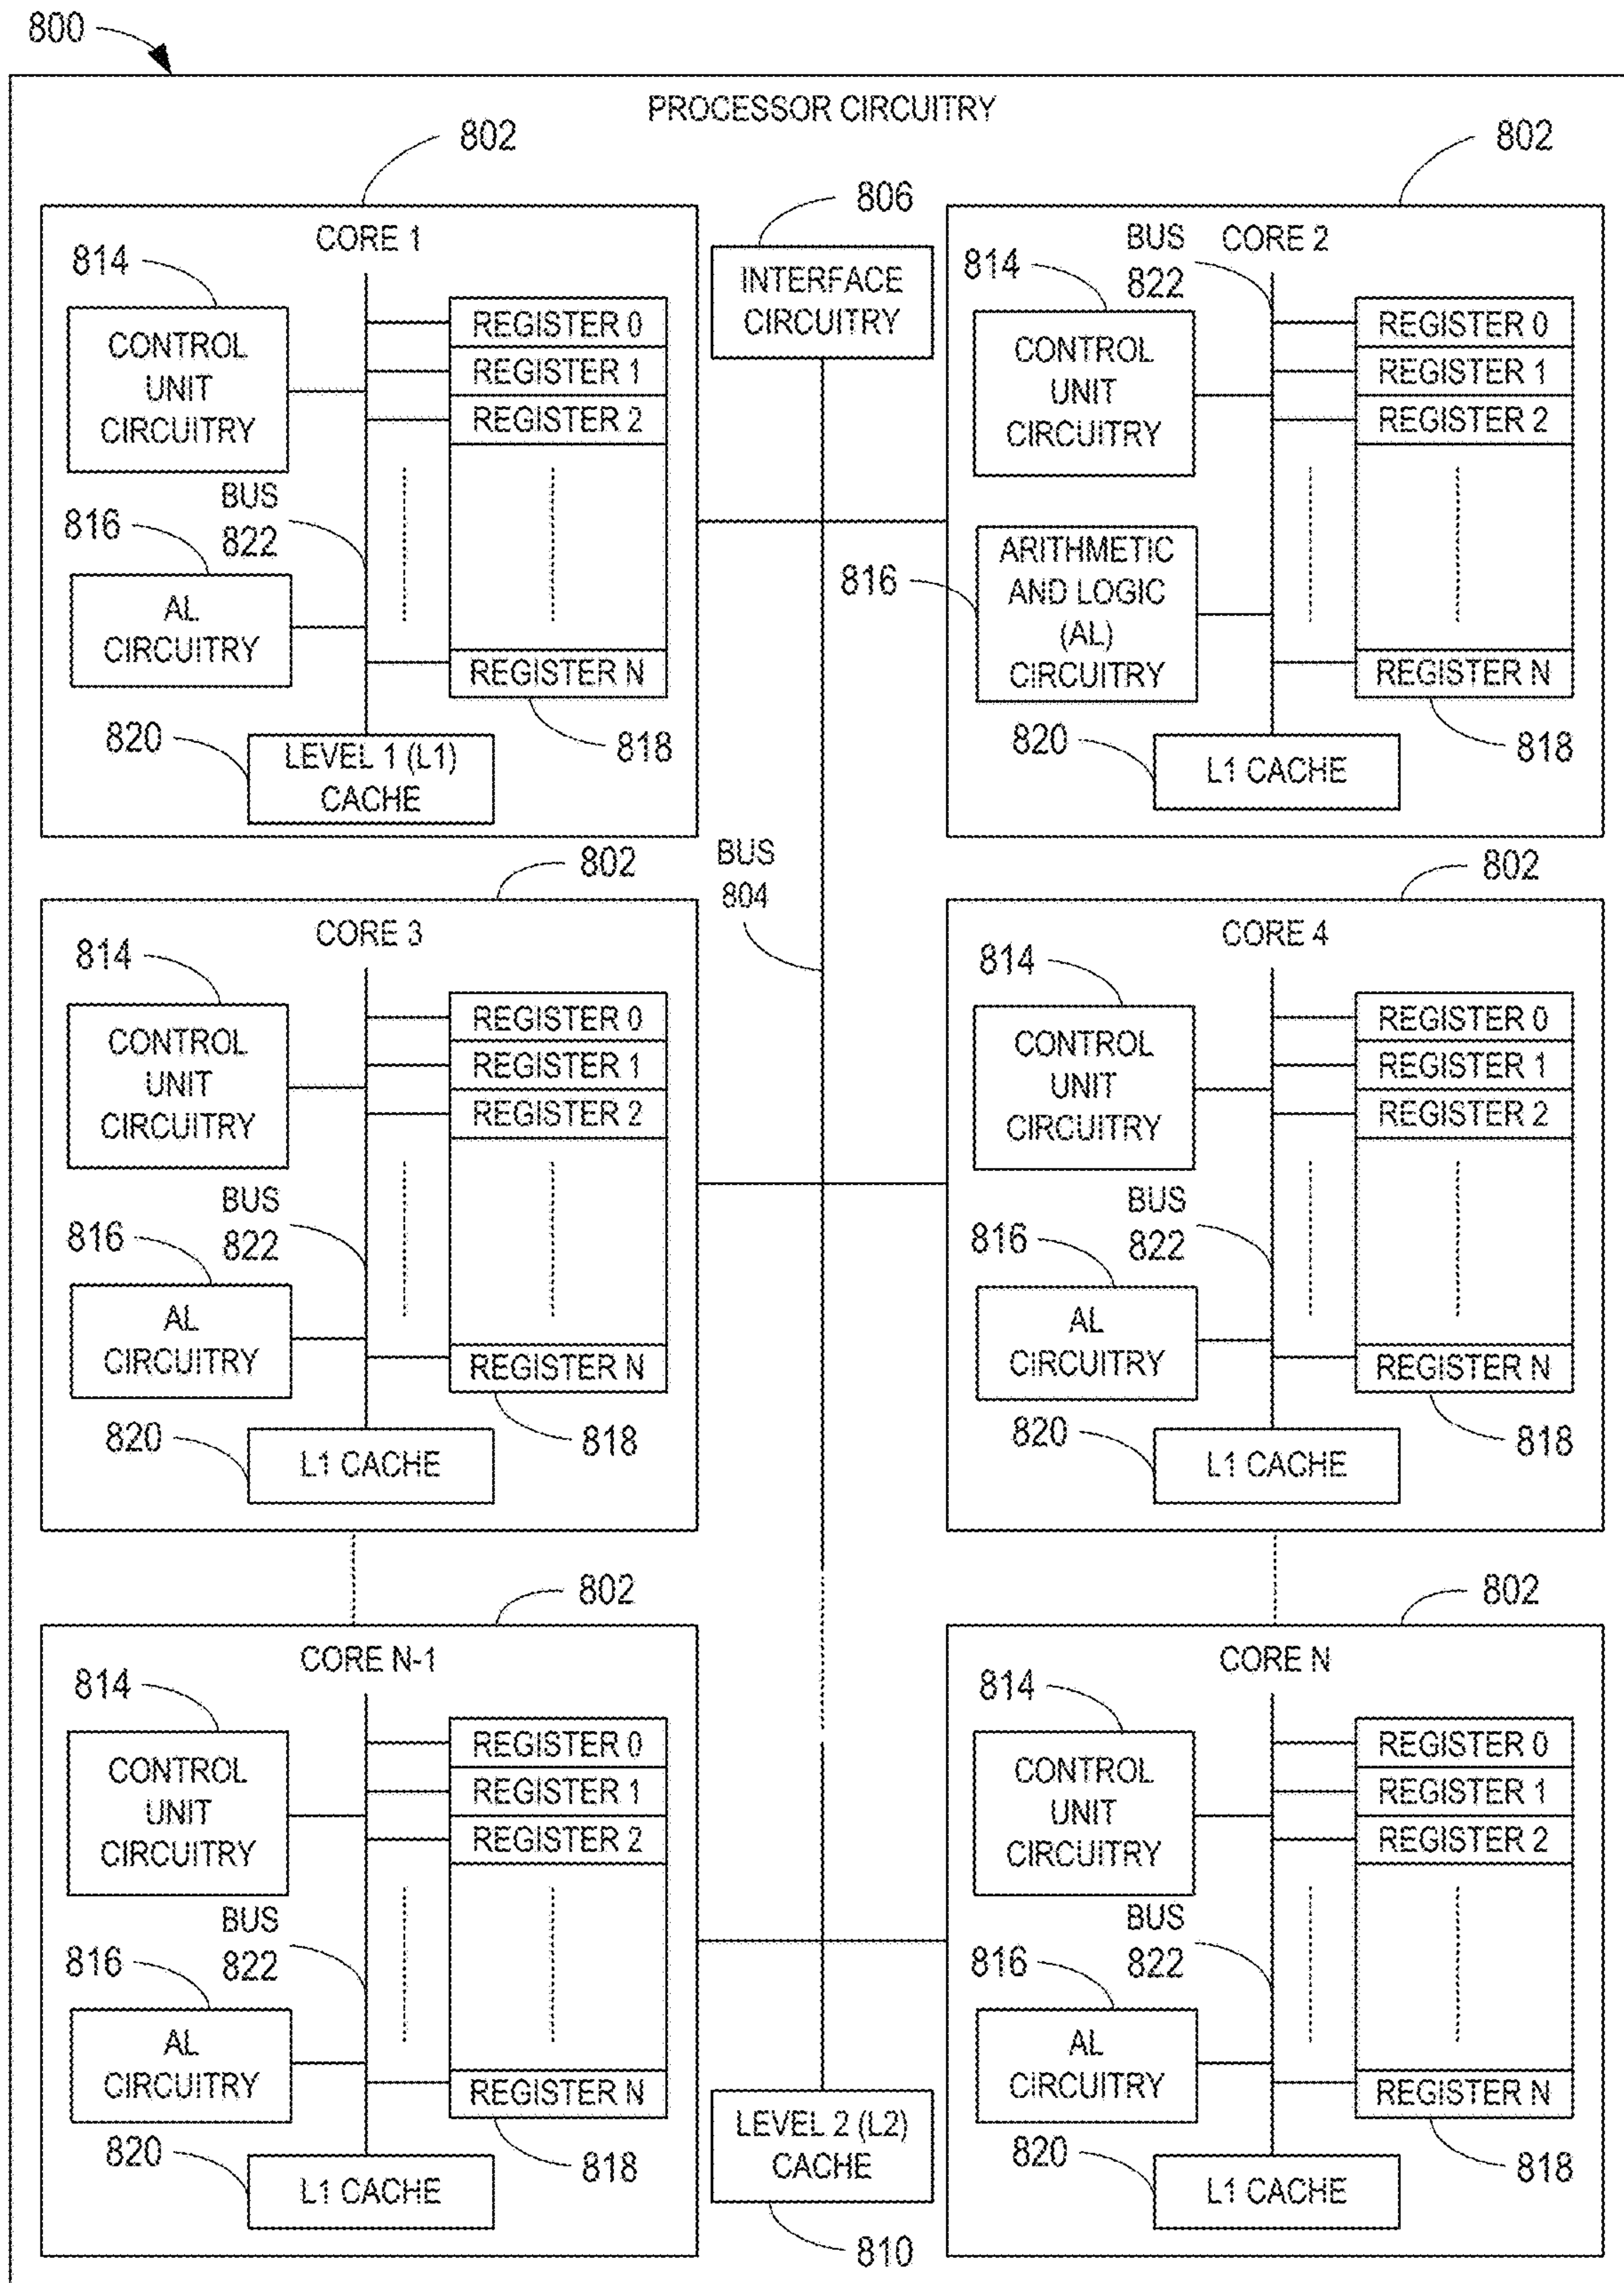 800
PROCESSOR CIRCUITRY
802
CORE 1
814
CONTROL
UNIT
CIRCUITRY
REGISTER 0
REGISTER 1
REGISTER 2
BUS
822
816
AL
CIRCUITRY
REGISTER N
818
820
LEVEL 1 (L1)
CACHE
806
INTERFACE
CIRCUITRY
802
BUS
822
CORE 2
814
CONTROL
UNIT
CIRCUITRY
REGISTER 0
REGISTER 1
REGISTER 2
816
ARITHMETIC
AND LOGIC
(AL)
CIRCUITRY
REGISTER N
818
820
L1 CACHE
BUS
804
802
CORE 3
814
CONTROL
UNIT
CIRCUITRY
REGISTER 0
REGISTER 1
REGISTER 2
BUS
822
816
AL
CIRCUITRY
REGISTER N
818
820
L1 CACHE
802
CORE 4
814
CONTROL
UNIT
CIRCUITRY
REGISTER 0
REGISTER 1
REGISTER 2
BUS
822
816
AL
CIRCUITRY
REGISTER N
818
820
L1 CACHE
802
CORE N-1
814
CONTROL
UNIT
CIRCUITRY
REGISTER 0
REGISTER 1
REGISTER 2
BUS
822
816
AL
CIRCUITRY
REGISTER N
818
820
L1 CACHE
LEVEL 2 (L2)
CACHE
810
802
CORE N
814
CONTROL
UNIT
CIRCUITRY
REGISTER 0
REGISTER 1
REGISTER 2
BUS
822
816
AL
CIRCUITRY
REGISTER N
818
820
L1 CACHE